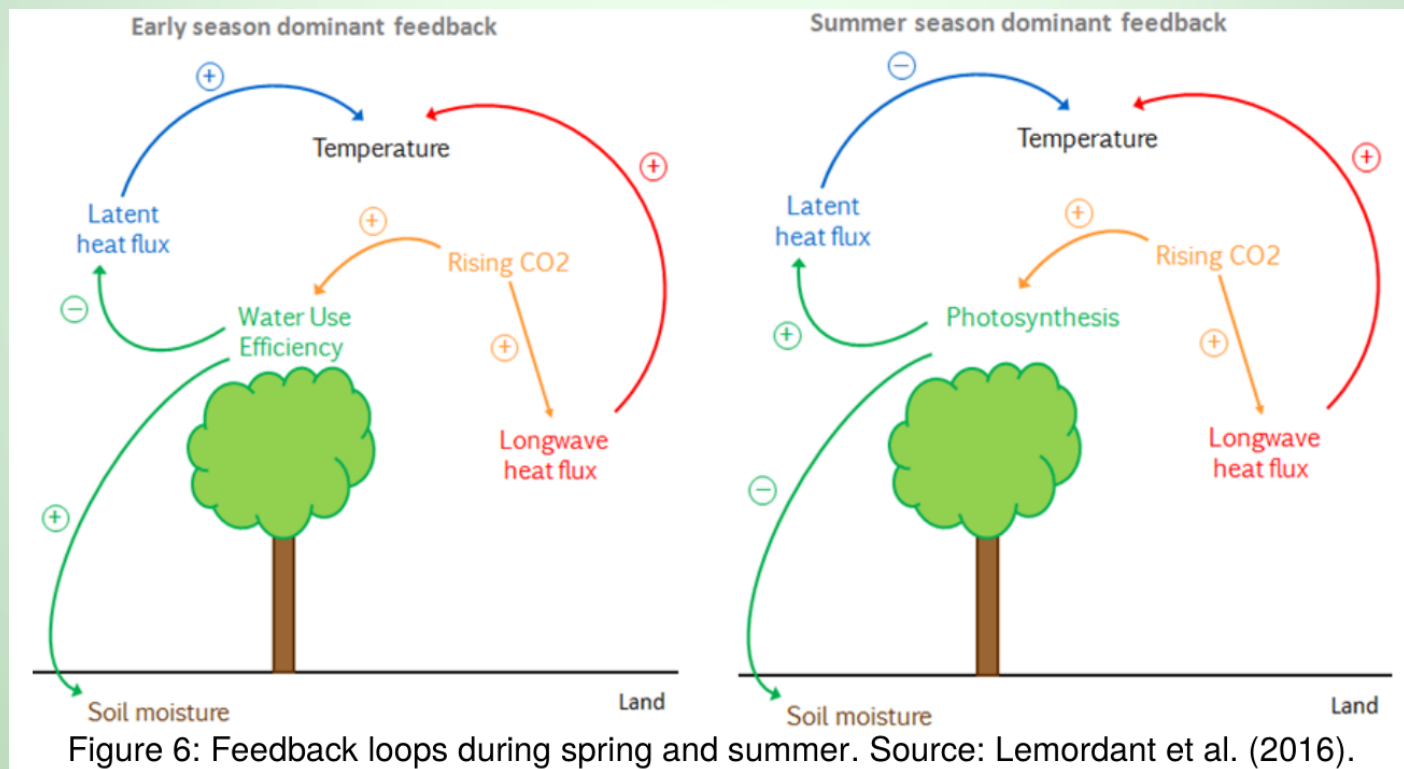 Early season dominant feedback
+
Temperature
+
Latent
heat flux
+
Rising CO2
−
Water Use
Efficiency
+
Longwave
heat flux
+
Land
Soil moisture
Summer season dominant feedback
−
Temperature
+
Latent
heat flux
+
Rising CO2
+
Photosynthesis
+
Longwave
heat flux
−
Land
Soil moisture
Figure 6: Feedback loops during spring and summer. Source: Lemordant et al. (2016).